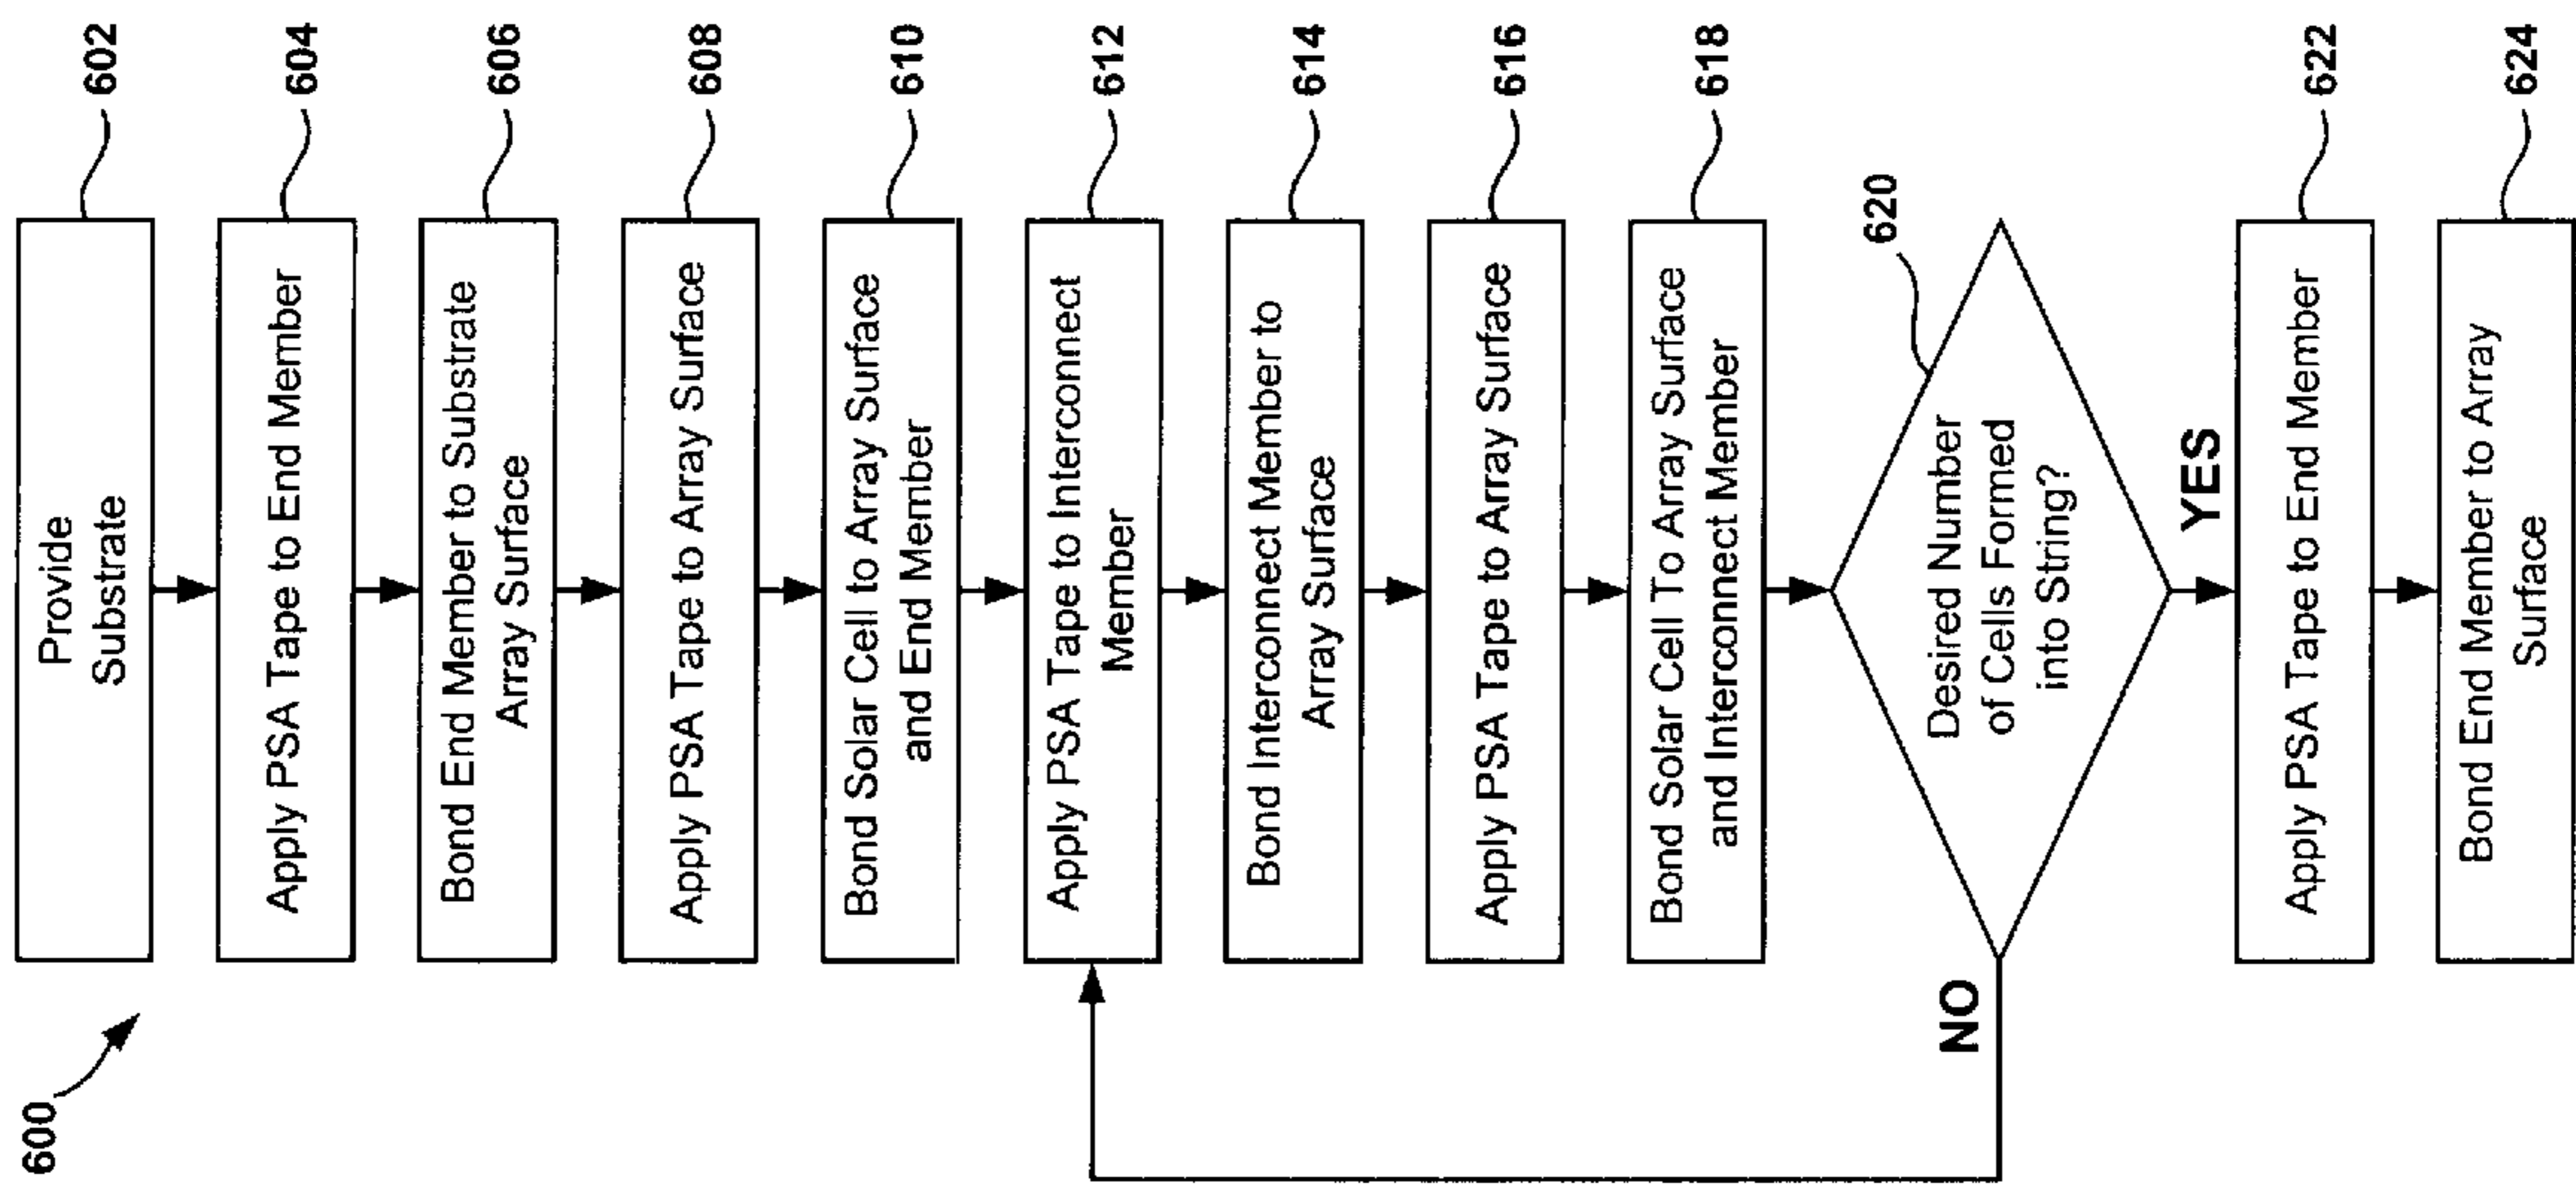 600
Provide
Substrate
602
Apply PSA Tape to End Member
604
Bond End Member to Substrate
Array Surface
606
Apply PSA Tape to Array Surface
608
Bond Solar Cell to Array Surface
and End Member
610
Apply PSA Tape to Interconnect
Member
612
Bond Interconnect Member to
Array Surface
614
Apply PSA Tape to Array Surface
616
Bond Solar Cell To Array Surface
and Interconnect Member
618
Desired Number
of Cells Formed
into String?
620
NO
YES
Apply PSA Tape to End Member
622
Bond End Member to Array
Surface
624